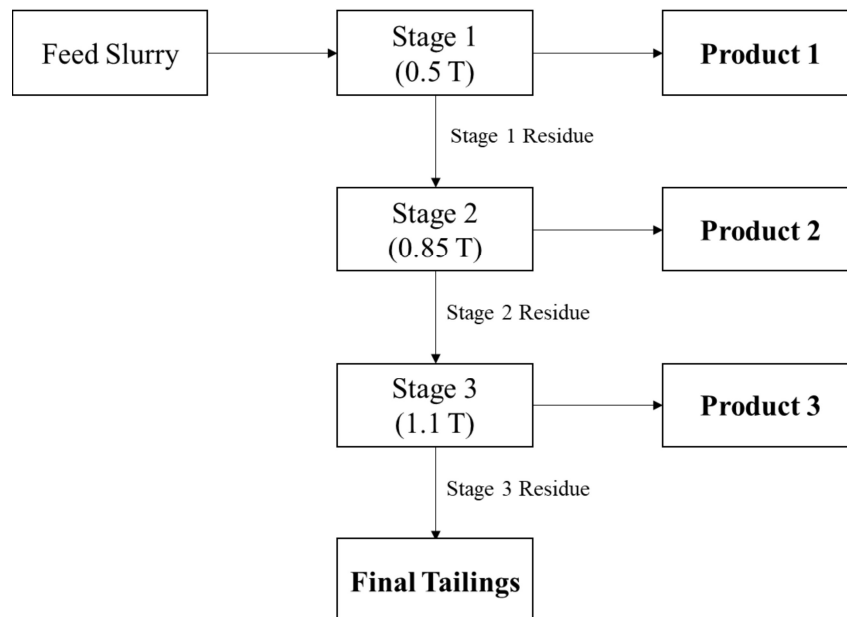 Feed Slurry
Stage 1
(0.5 T)
Product 1
Stage 1 Residue
Stage 2
(0.85 T)
Product 2
Stage 2 Residue
Stage 3
(1.1 T)
Product 3
Stage 3 Residue
Final Tailings